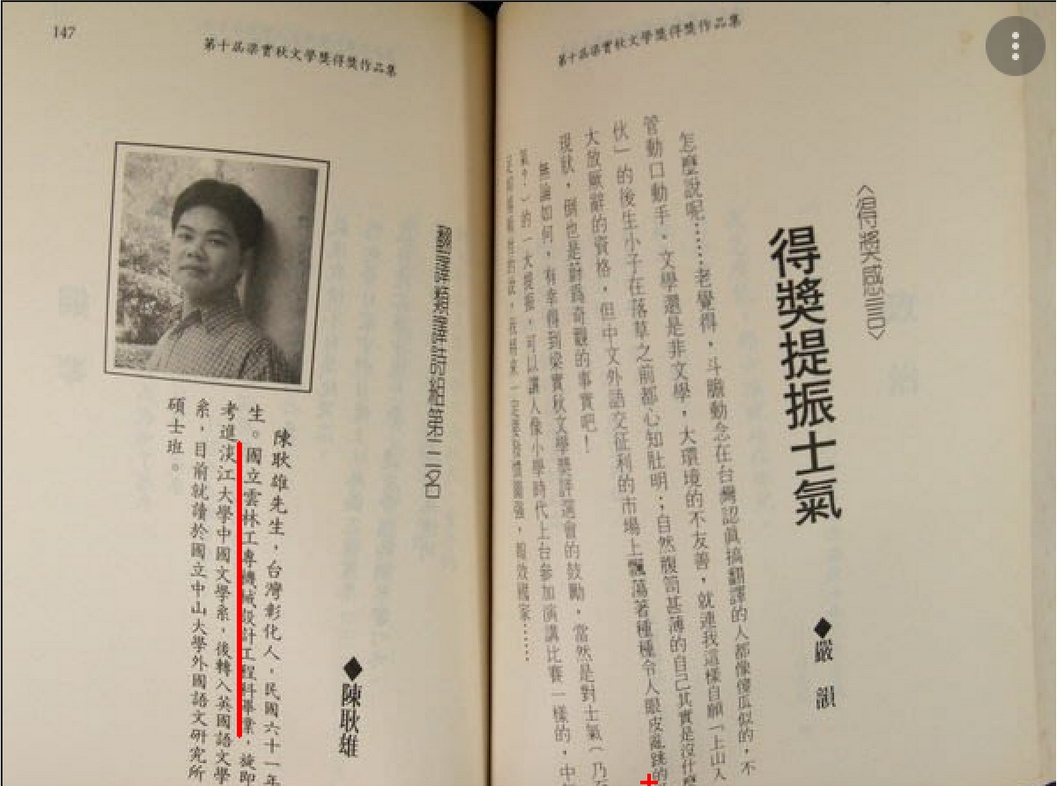 第十屆梁實秋文學獎得獎作品集
〈得獎感言〉
得獎提振士氣
◆嚴 韻
怎麼說呢……老覺得,斗膽動念在台灣認真搞翻譯的人都像傻瓜似的,不
管動口動手、文學還是非文學,大環境的不友善,就連我這樣自願「上山入
伙」的後生小子在落草之前都心知肚明;自然腹笥甚薄的自己其實是沒什麼
大放厥辭的資格,但中文外語交征利的市場上飄蕩著種種令人眼皮亂跳的
現狀,倒也是蔚為奇觀的事實吧!
無論如何,有幸得到梁實秋文學獎評選會的鼓勵,當然是對士氣(乃至
氣?)的一大提振,可以讓人像小學時代上台參加演講比賽一樣的,中
一定要發憤圖強,報效國家……
147
第十屆梁實秋文學獎得獎作品集
翻譯類譯詩組第三名
◆陳耿雄
陳耿雄先生,台灣彰化人,民國六十一年
生。國立雲林工專機械設計工程科畢業,旋即
考進淡江大學中國文學系,後轉入英國語文學
系,目前就讀於國立中山大學外國語文研究所
碩士班。